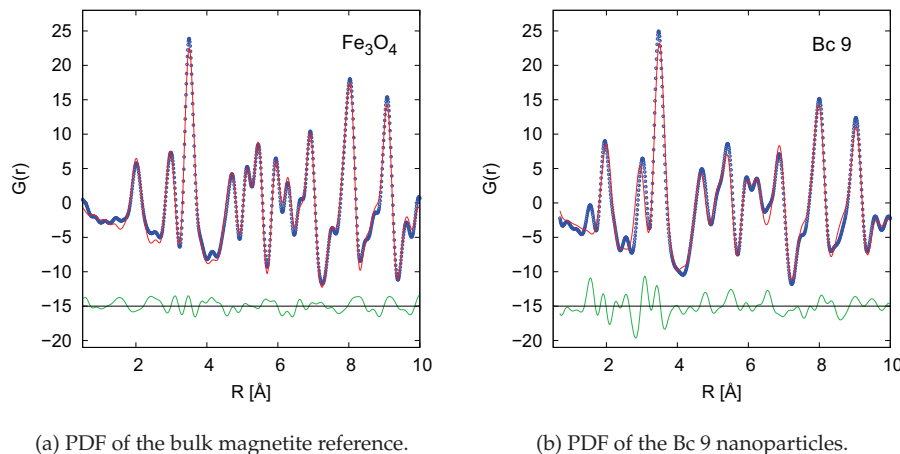 Fe3O4
G(r)
25
20
15
10
5
0
−5
−10
−15
−20
2 4 6 8 10
R [Å]
(a) PDF of the bulk magnetite reference.
Bc 9
G(r)
25
20
15
10
5
0
−5
−10
−15
−20
2 4 6 8 10
R [Å]
(b) PDF of the Bc 9 nanoparticles.